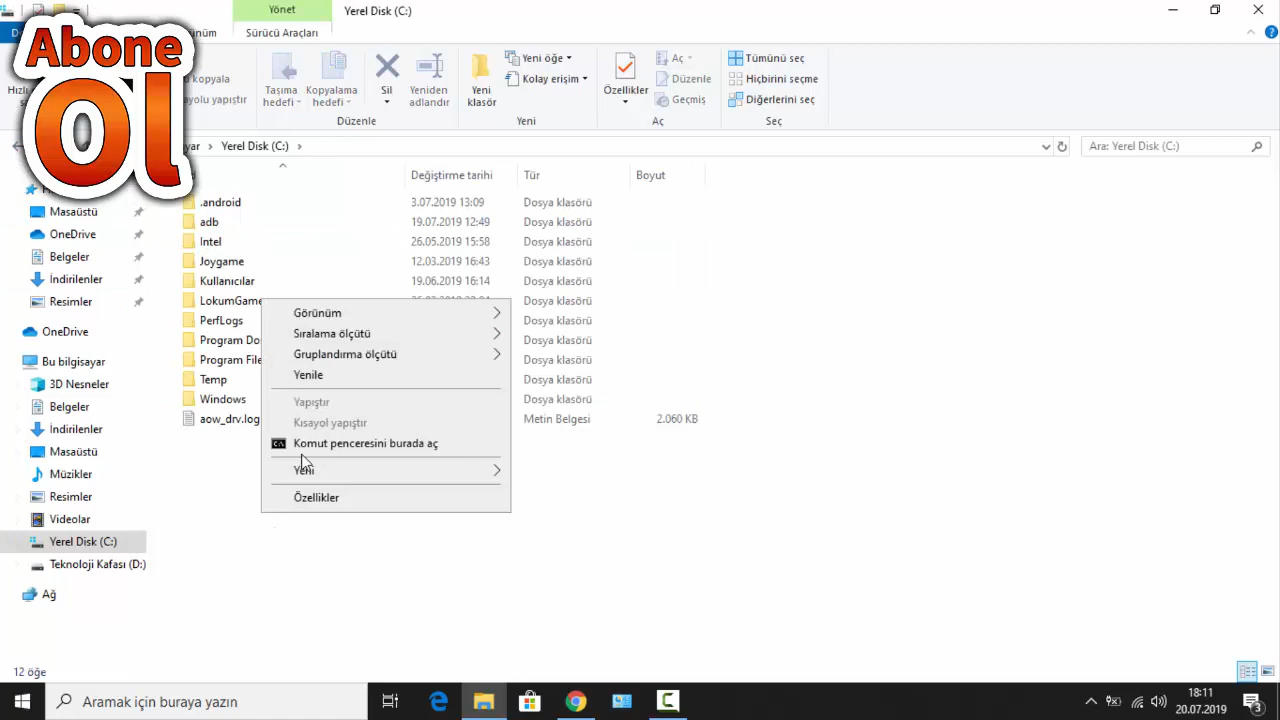 Abone
Ol
Yönet
Yerel Disk (C:)
Sürücü Araçları
kopyala
yapıştır
Taşıma hedefi
Kopyalama hedefi
Sil
Yeniden adlandır
Düzenle
Yeni klasör
Yeni öğe
Kolay erişim
Yeni
Özellikler
Aç
Düzenle
Geçmiş
Aç
Tümünü seç
Hiçbirini seçme
Diğerlerini seç
Seç
Yerel Disk (C:)
Ara: Yerel Disk (C:)
Değiştirme tarihi
Tür
Boyut
.android 3.07.2019 13:09 Dosya klasörü
adb 19.07.2019 12:49 Dosya klasörü
Intel 26.05.2019 15:58 Dosya klasörü
Joygame 12.03.2019 16:43 Dosya klasörü
Kullanıcılar 19.06.2019 16:14 Dosya klasörü
LokumGame Dosya klasörü
PerfLogs Dosya klasörü
Program Do Dosya klasörü
Program File Dosya klasörü
Temp Dosya klasörü
Windows Dosya klasörü
aow_drv.log Metin Belgesi 2.060 KB
Masaüstü
OneDrive
Belgeler
İndirilenler
Resimler
OneDrive
Bu bilgisayar
3D Nesneler
Belgeler
İndirilenler
Masaüstü
Müzikler
Resimler
Videolar
Yerel Disk (C:)
Teknoloji Kafası (D:)
Ağ
Görünüm
Sıralama ölçütü
Gruplandırma ölçütü
Yenile
Yapıştır
Kısayol yapıştır
Komut penceresini burada aç
Yeni
Özellikler
12 öğe
Aramak için buraya yazın
18:11
20.07.2019
3